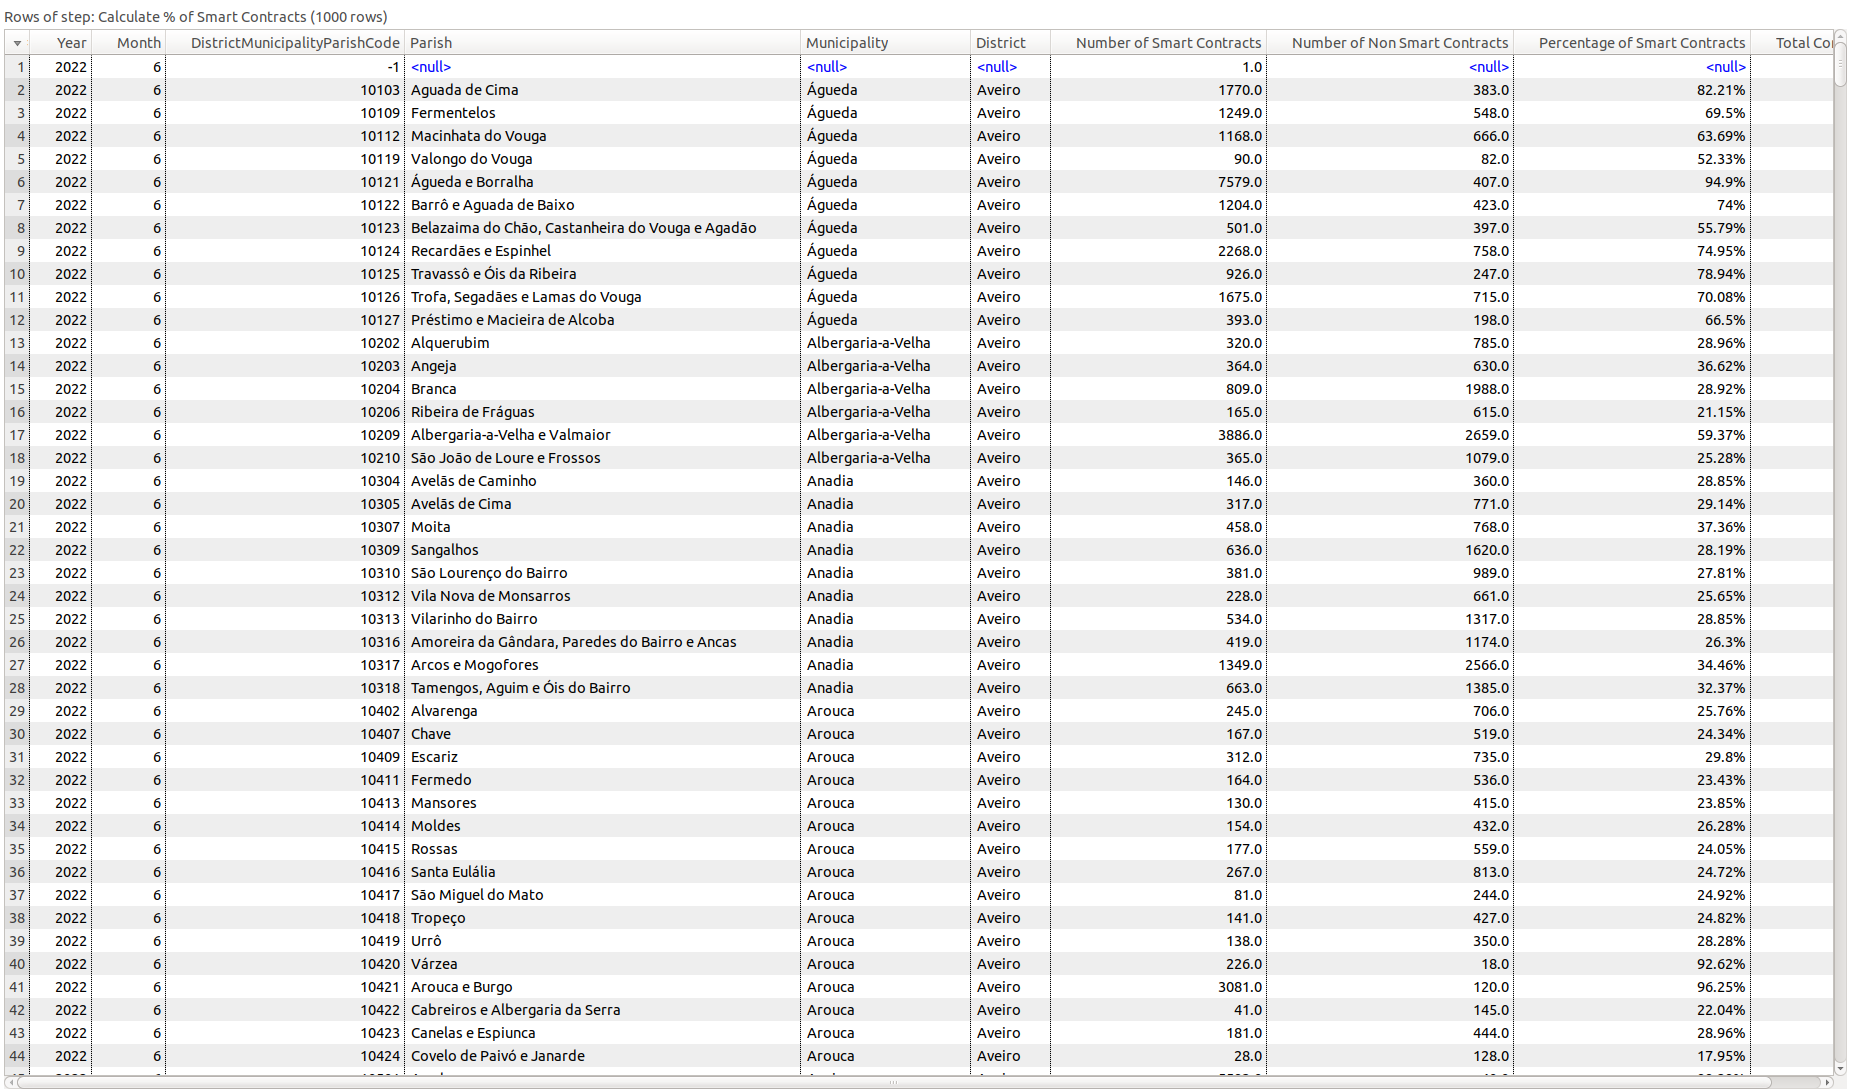 Rows of step: Calculate % of Smart Contracts (1000 rows)
Year Month DistrictMunicipalityParishCode Parish Municipality District Number of Smart Contracts Number of Non Smart Contracts Percentage of Smart Contracts Total Co
1 2022 6 -1 <null> <null> <null> 1.0 <null> <null>
2 2022 6 10103 Aguada de Cima Águeda Aveiro 1770.0 383.0 82.21%
3 2022 6 10109 Fermentelos Águeda Aveiro 1249.0 548.0 69.5%
4 2022 6 10112 Macinhata do Vouga Águeda Aveiro 1168.0 666.0 63.69%
5 2022 6 10119 Valongo do Vouga Águeda Aveiro 90.0 82.0 52.33%
6 2022 6 10121 Águeda e Borralha Águeda Aveiro 7579.0 407.0 94.9%
7 2022 6 10122 Barrô e Aguada de Baixo Águeda Aveiro 1204.0 423.0 74%
8 2022 6 10123 Belazaima do Chão, Castanheira do Vouga e Agadão Águeda Aveiro 501.0 397.0 55.79%
9 2022 6 10124 Recardães e Espinhel Águeda Aveiro 2268.0 758.0 74.95%
10 2022 6 10125 Travassô e Óis da Ribeira Águeda Aveiro 926.0 247.0 78.94%
11 2022 6 10126 Trofa, Segadães e Lamas do Vouga Águeda Aveiro 1675.0 715.0 70.08%
12 2022 6 10127 Préstimo e Macieira de Alcoba Águeda Aveiro 393.0 198.0 66.5%
13 2022 6 10202 Alquerubim Albergaria-a-Velha Aveiro 320.0 785.0 28.96%
14 2022 6 10203 Angeja Albergaria-a-Velha Aveiro 364.0 630.0 36.62%
15 2022 6 10204 Branca Albergaria-a-Velha Aveiro 809.0 1988.0 28.92%
16 2022 6 10206 Ribeira de Fráguas Albergaria-a-Velha Aveiro 165.0 615.0 21.15%
17 2022 6 10209 Albergaria-a-Velha e Valmaior Albergaria-a-Velha Aveiro 3886.0 2659.0 59.37%
18 2022 6 10210 São João de Loure e Frossos Albergaria-a-Velha Aveiro 365.0 1079.0 25.28%
19 2022 6 10304 Avelãs de Caminho Anadia Aveiro 146.0 360.0 28.85%
20 2022 6 10305 Avelãs de Cima Anadia Aveiro 317.0 771.0 29.14%
21 2022 6 10307 Moita Anadia Aveiro 458.0 768.0 37.36%
22 2022 6 10309 Sangalhos Anadia Aveiro 636.0 1620.0 28.19%
23 2022 6 10310 São Lourenço do Bairro Anadia Aveiro 381.0 989.0 27.81%
24 2022 6 10312 Vila Nova de Monsarros Anadia Aveiro 228.0 661.0 25.65%
25 2022 6 10313 Vilarinho do Bairro Anadia Aveiro 534.0 1317.0 28.85%
26 2022 6 10316 Amoreira da Gândara, Paredes do Bairro e Ancas Anadia Aveiro 419.0 1174.0 26.3%
27 2022 6 10317 Arcos e Mogofores Anadia Aveiro 1349.0 2566.0 34.46%
28 2022 6 10318 Tamengos, Aguim e Óis do Bairro Anadia Aveiro 663.0 1385.0 32.37%
29 2022 6 10402 Alvarenga Arouca Aveiro 245.0 706.0 25.76%
30 2022 6 10407 Chave Arouca Aveiro 167.0 519.0 24.34%
31 2022 6 10409 Escariz Arouca Aveiro 312.0 735.0 29.8%
32 2022 6 10411 Fermedo Arouca Aveiro 164.0 536.0 23.43%
33 2022 6 10413 Mansores Arouca Aveiro 130.0 415.0 23.85%
34 2022 6 10414 Moldes Arouca Aveiro 154.0 432.0 26.28%
35 2022 6 10415 Rossas Arouca Aveiro 177.0 559.0 24.05%
36 2022 6 10416 Santa Eulália Arouca Aveiro 267.0 813.0 24.72%
37 2022 6 10417 São Miguel do Mato Arouca Aveiro 81.0 244.0 24.92%
38 2022 6 10418 Tropeço Arouca Aveiro 141.0 427.0 24.82%
39 2022 6 10419 Urrô Arouca Aveiro 138.0 350.0 28.28%
40 2022 6 10420 Várzea Arouca Aveiro 226.0 18.0 92.62%
41 2022 6 10421 Arouca e Burgo Arouca Aveiro 3081.0 120.0 96.25%
42 2022 6 10422 Cabreiros e Albergaria da Serra Arouca Aveiro 41.0 145.0 22.04%
43 2022 6 10423 Canelas e Espiunca Arouca Aveiro 181.0 444.0 28.96%
44 2022 6 10424 Covelo de Paivó e Janarde Arouca Aveiro 28.0 128.0 17.95%